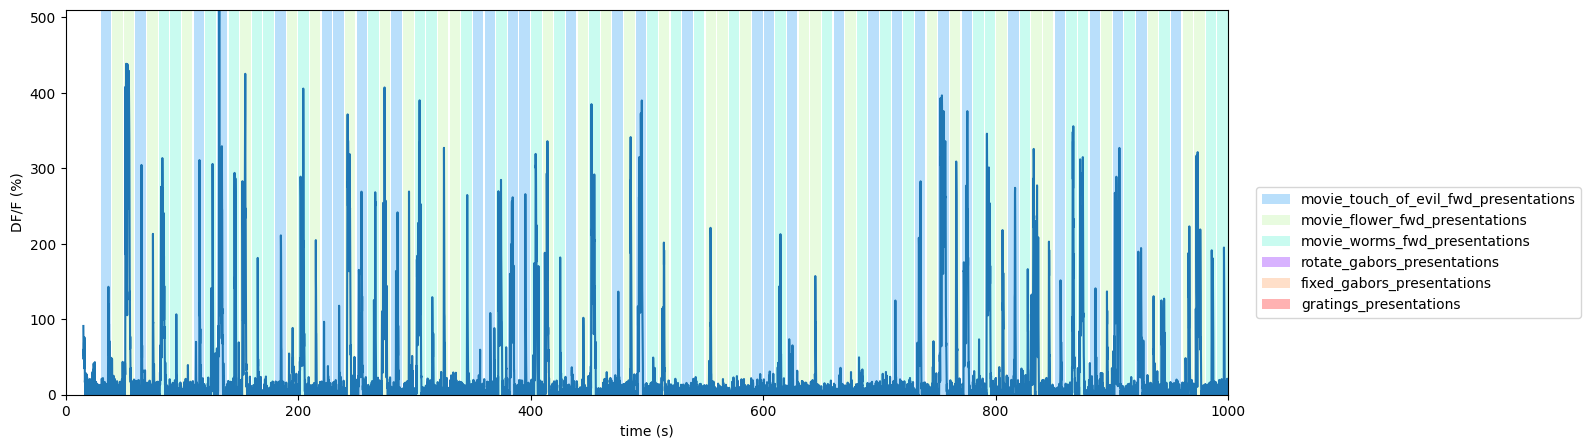 500
400
300
200
100
0
DF/F (%)
0 200 400 600 800 1000
time (s)
movie_touch_of_evil_fwd_presentations
movie_flower_fwd_presentations
movie_worms_fwd_presentations
rotate_gabors_presentations
fixed_gabors_presentations
gratings_presentations